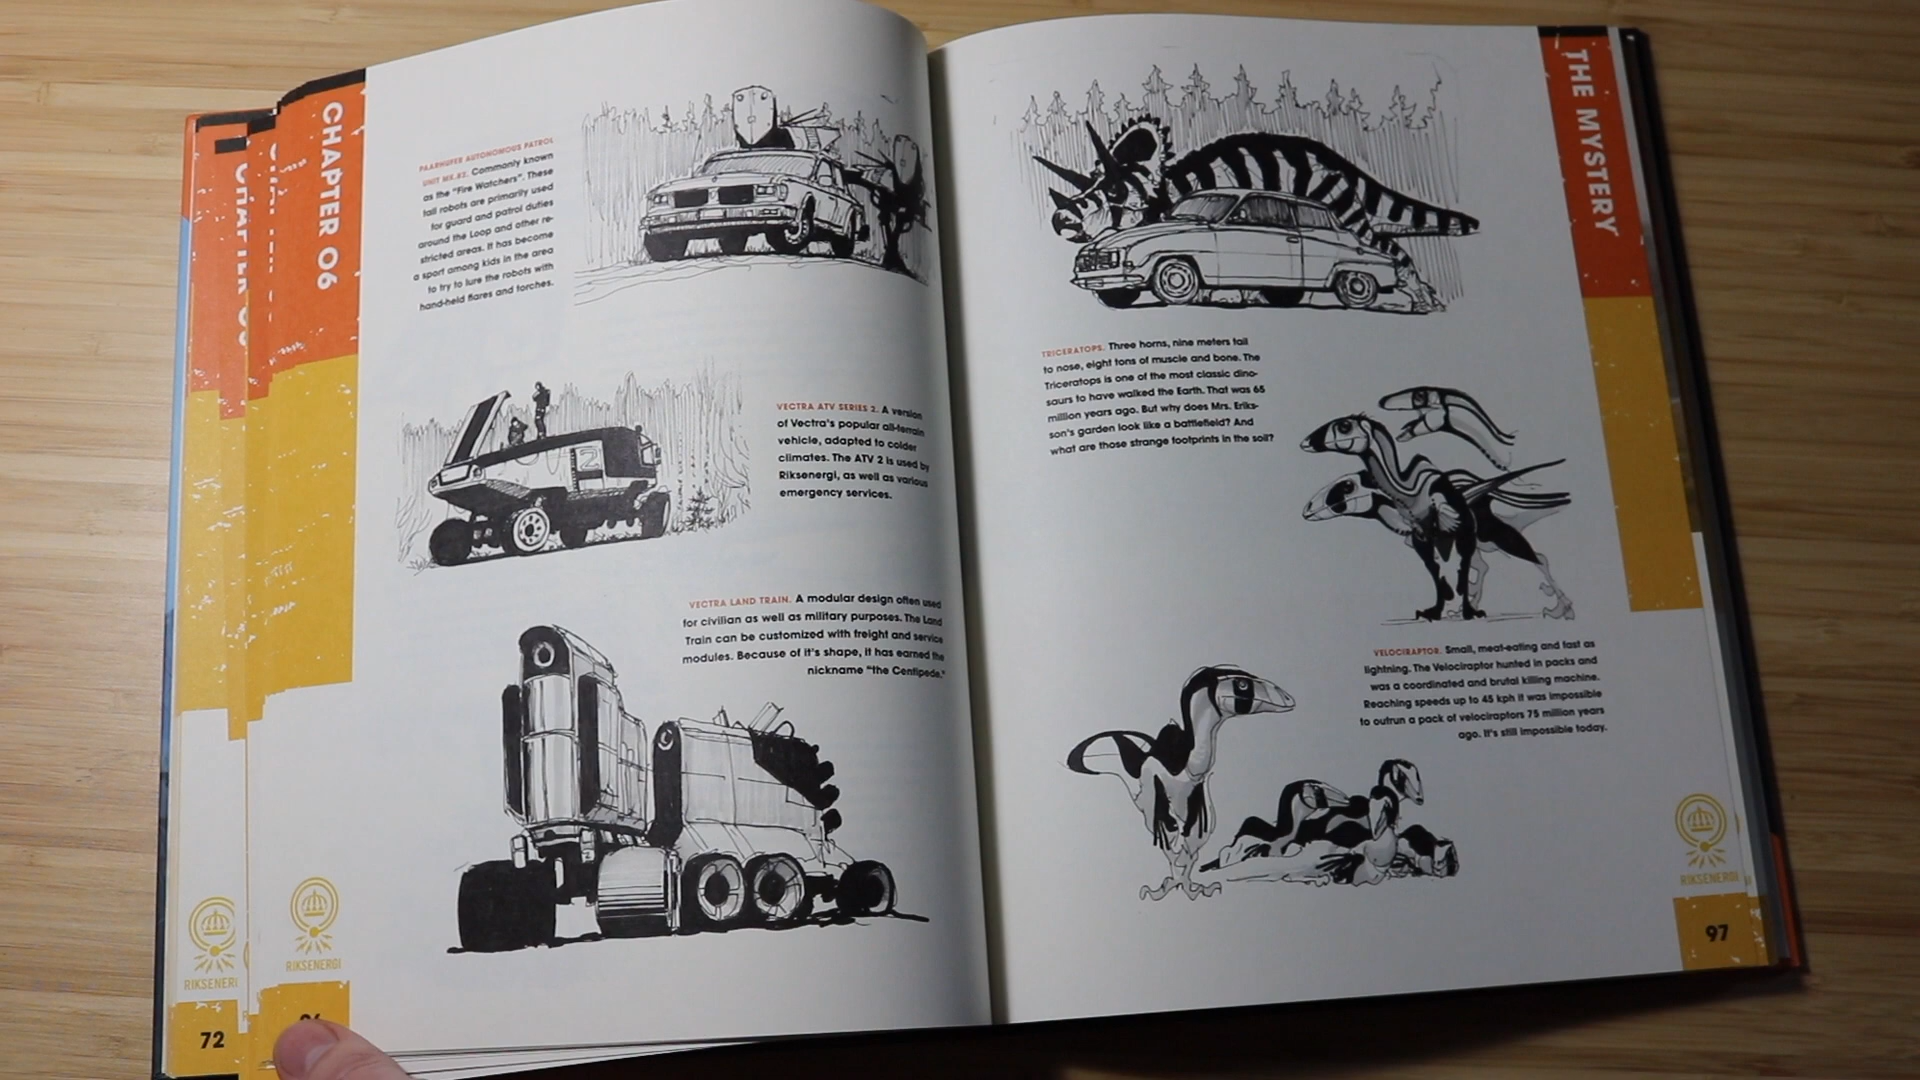 CHAPTER 06
PAARHUFER AUTONOMOUS PATROL
UNIT MK.82. Commonly known
as the "Fire Watchers". These
tall robots are primarily used
for guard and patrol duties
around the Loop and other re-
stricted areas. It has become
a sport among kids in the area
to try to lure the robots with
hand-held flares and torches.
2
VECTRA ATV SERIES 2. A version
of Vectra's popular all-terrain
vehicle, adapted to colder
climates. The ATV 2 is used by
Riksenergi, as well as various
emergency services.
VECTRA LAND TRAIN. A modular design often used
for civilian as well as military purposes. The Land
Train can be customized with freight and service
modules. Because of it's shape, it has earned the
nickname "the Centipede."
RIKSENERGI
RIKSENERGI
72
THE MYSTERY
TRICERATOPS. Three horns, nine meters tail
to nose, eight tons of muscle and bone. The
Triceratops is one of the most classic dino-
saurs to have walked the Earth. That was 65
million years ago. But why does Mrs. Eriks-
son's garden look like a battlefield? And
what are those strange footprints in the soil?
VELOCIRAPTOR. Small, meat-eating and fast as
lightning. The Velociraptor hunted in packs and
was a coordinated and brutal killing machine.
Reaching speeds up to 45 kph it was impossible
to outrun a pack of velociraptors 75 million years
ago. It's still impossible today.
RIKSENERGI
97